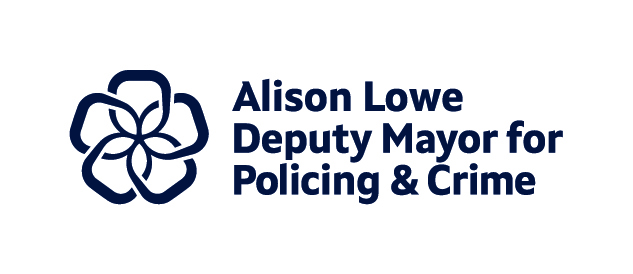 Alison Lowe
Deputy Mayor for
Policing & Crime